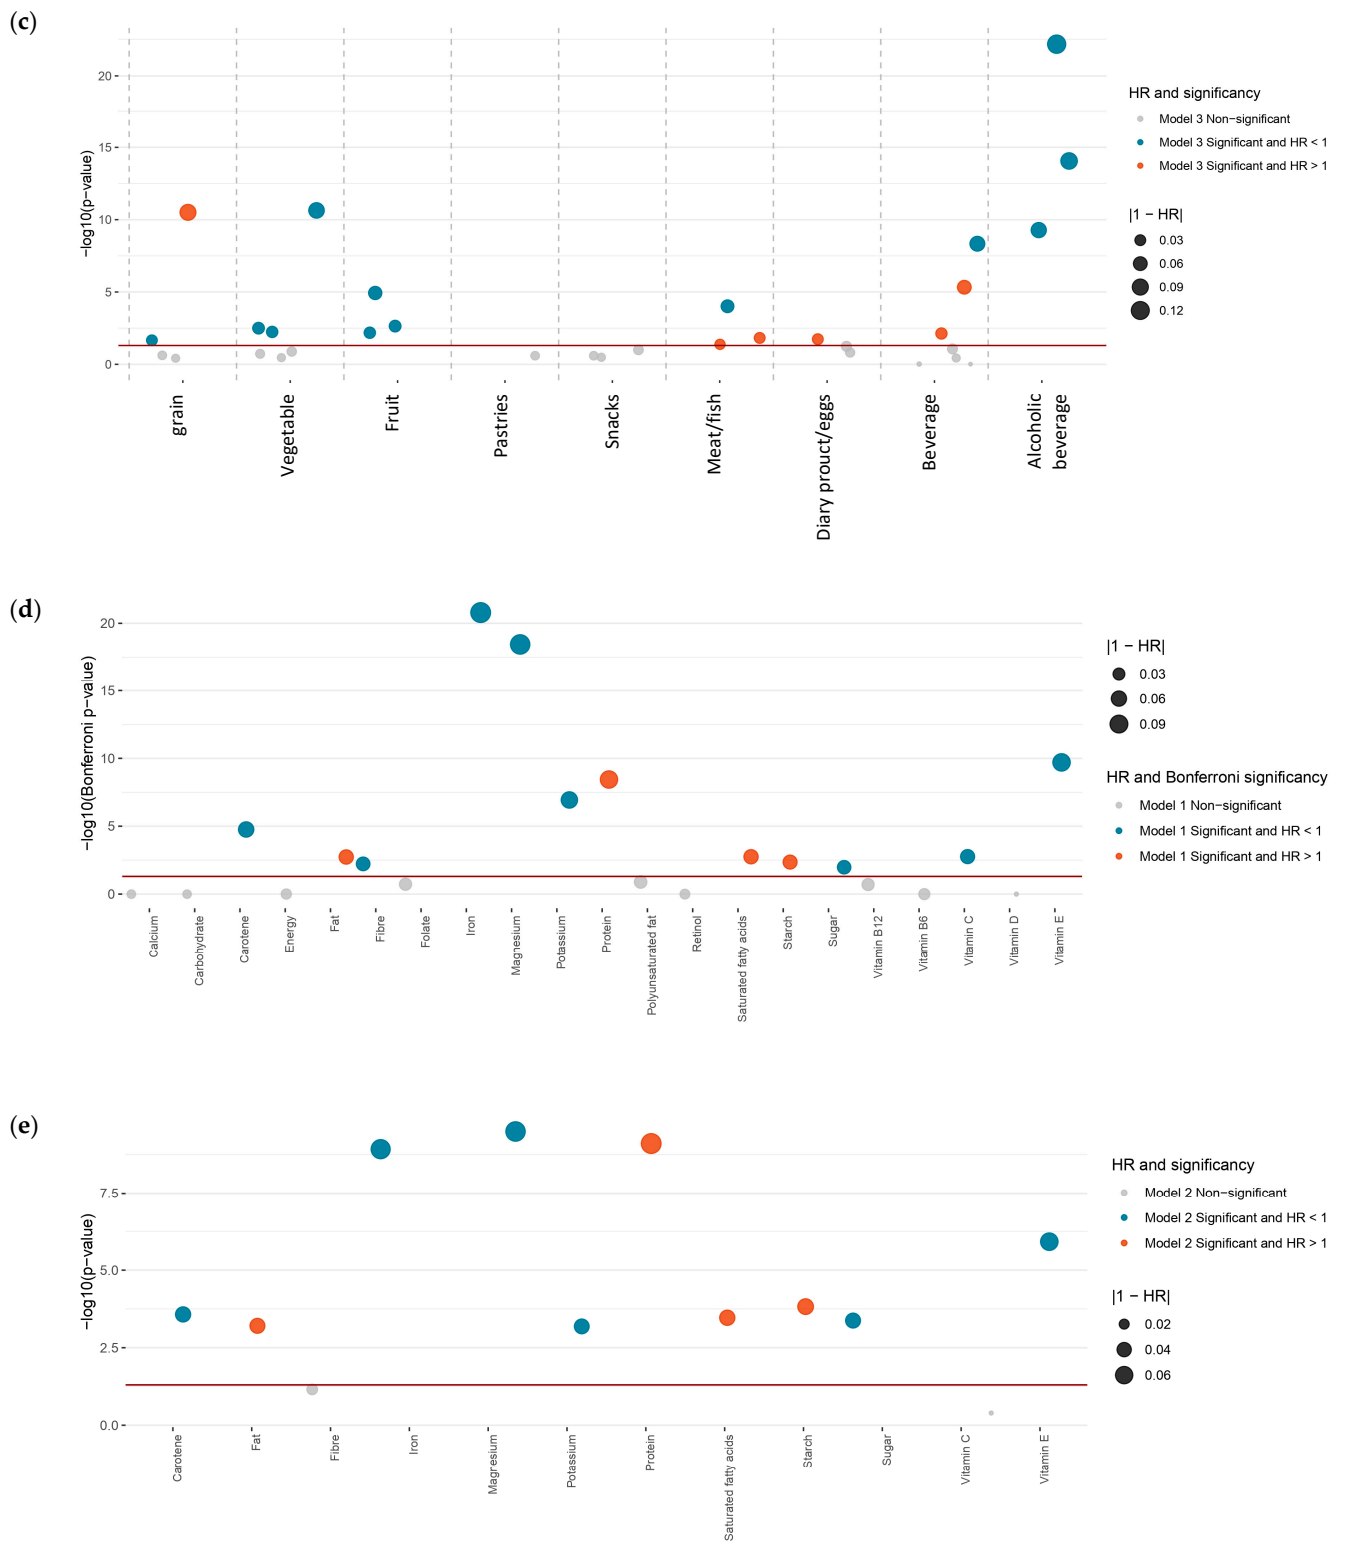 (c)
20
15
10
5
0
−log10(p−value)
grain
Vegetable
Fruit
Pastries
Snacks
Meat/fish
Diary prouct/eggs
Beverage
Alcoholic
beverage
HR and significancy
Model 3 Non−significant
Model 3 Significant and HR < 1
Model 3 Significant and HR > 1
|1 − HR|
0.03
0.06
0.09
0.12
(d)
20
15
10
5
0
−log10(Bonferroni p−value)
Calcium
Carbohydrate
Carotene
Energy
Fat
Fibre
Folate
Iron
Magnesium
Potassium
Protein
Polyunsaturated fat
Retinol
Saturated fatty acids
Starch
Sugar
Vitamin B12
Vitamin B6
Vitamin C
Vitamin D
Vitamin E
|1 − HR|
0.03
0.06
0.09
HR and Bonferroni significancy
Model 1 Non−significant
Model 1 Significant and HR < 1
Model 1 Significant and HR > 1
(e)
7.5
5.0
2.5
0.0
−log10(p−value)
Carotene
Fat
Fibre
Iron
Magnesium
Potassium
Protein
Saturated fatty acids
Starch
Sugar
Vitamin C
Vitamin E
HR and significancy
Model 2 Non−significant
Model 2 Significant and HR < 1
Model 2 Significant and HR > 1
|1 − HR|
0.02
0.04
0.06